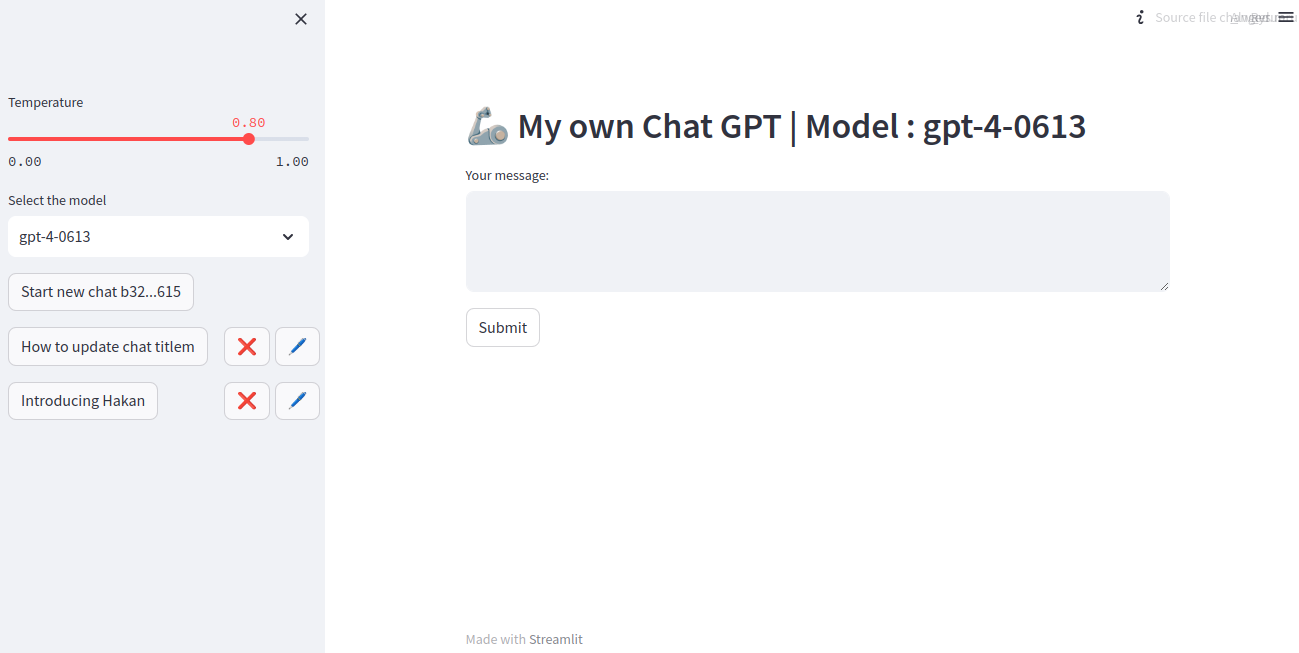 Source file changed.
Temperature
0.80
0.00 1.00
Select the model
gpt-4-0613
Start new chat b32...615
How to update chat titlem
Introducing Hakan
My own Chat GPT | Model : gpt-4-0613
Your message:
Submit
Made with Streamlit